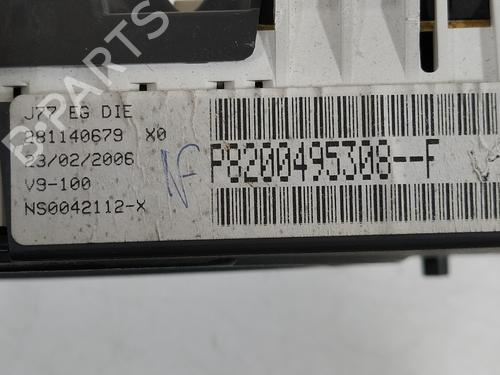 J77 EG DIE
281140679 X0
23/02/2006
V9-100
NS0042112-X
NF
P8200495308--F
BPARTS